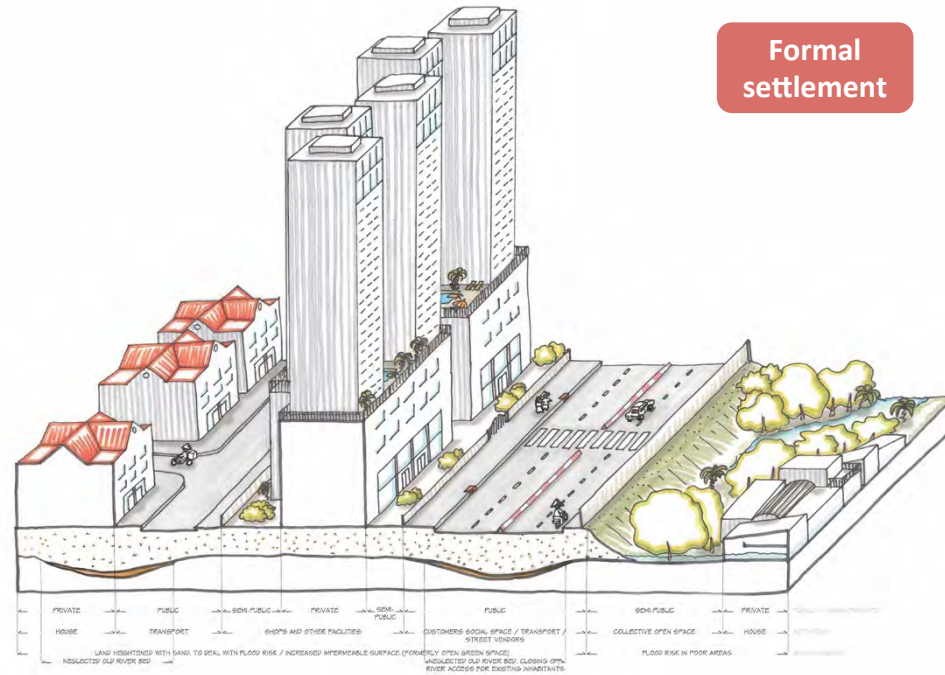 Formal
settlement
PRIVATE PUBLIC SEMI-PUBLIC PRIVATE SEMI-
PUBLIC PUBLIC SEMI-PUBLIC PRIVATE
HOUSE TRANSPORT SHOPS AND OTHER FACILITIES CUSTOMERS SOCIAL SPACE / TRANSPORT /
STREET VENDORS COLLECTIVE OPEN SPACE HOUSE
LAND HEIGHTENED WITH SAND, TO DEAL WITH FLOOD RISK / INCREASED IMPERMEABLE SURFACE (FORMERLY OPEN GREEN SPACE) FLOOD RISK IN POOR AREAS
NEGLECTED OLD RIVER BED NEGLECTED OLD RIVER BED, CLOSING OFF
RIVER ACCESS FOR EXISTING INHABITANTS